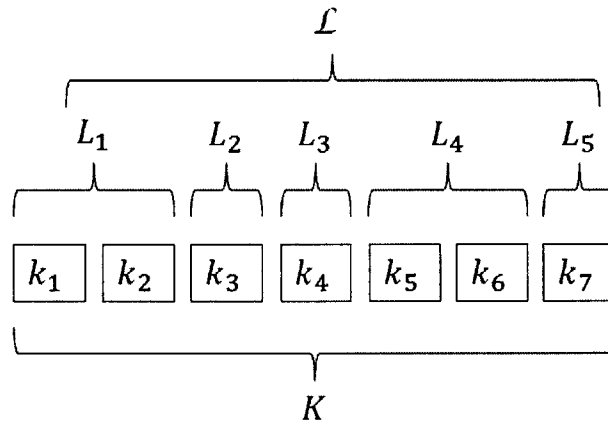 ℒ
L₁ L₂ L₃ L₄ L₅
k₁ k₂ k₃ k₄ k₅ k₆ k₇
K